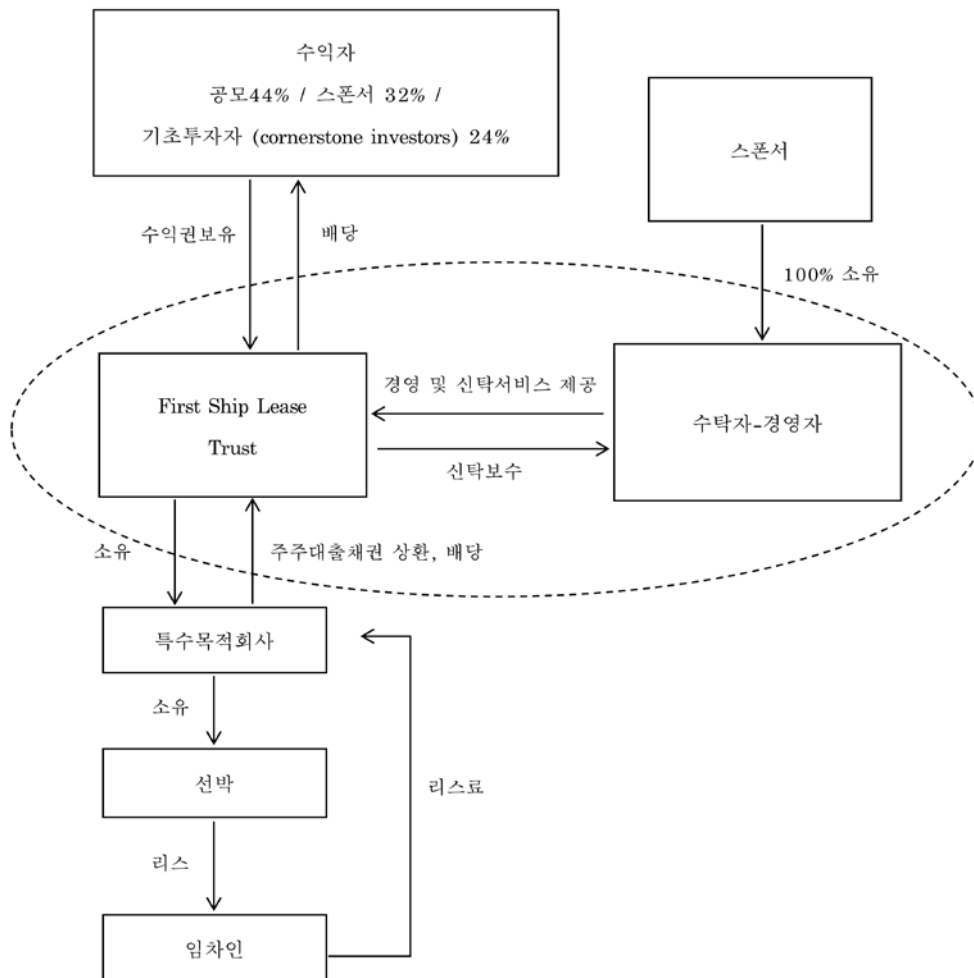 수익자
공모44% / 스폰서 32% /
기초투자자 (cornerstone investors) 24%
스폰서
수익권보유
배당
100% 소유
First Ship Lease
Trust
경영 및 신탁서비스 제공
신탁보수
수탁자-경영자
소유
주주대출채권 상환, 배당
특수목적회사
소유
선박
리스료
리스
임차인